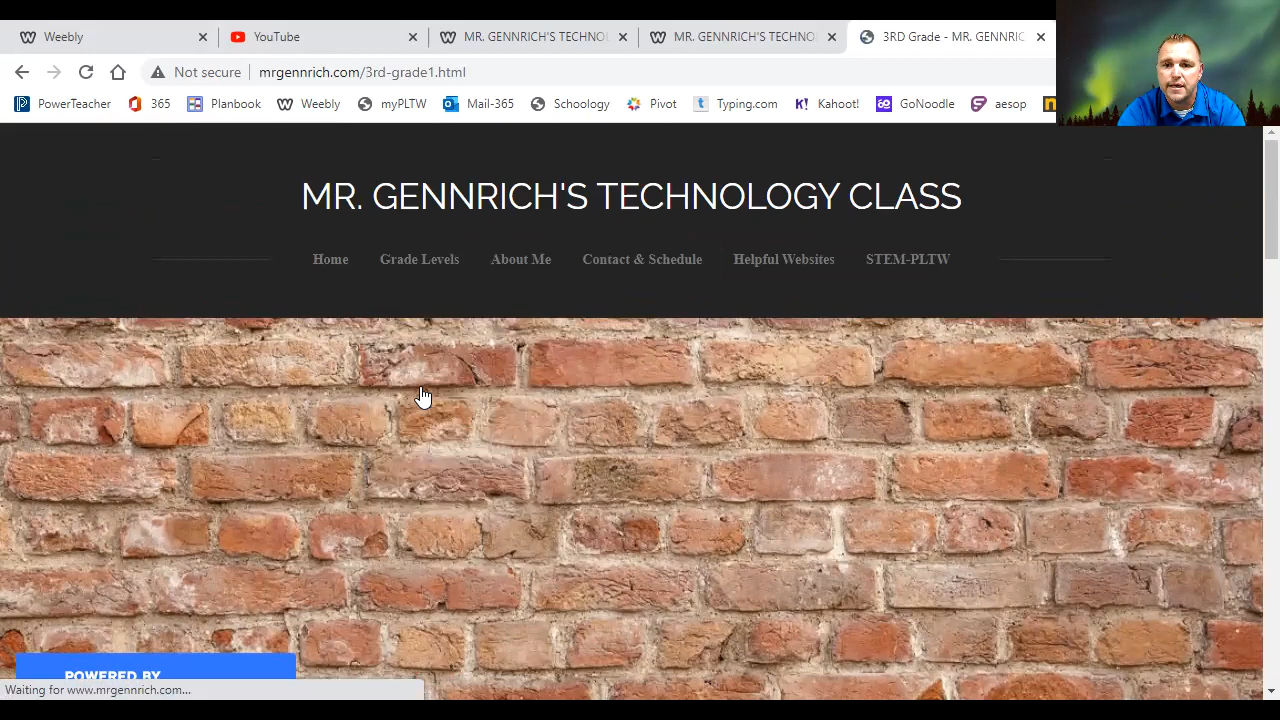 Weebly
YouTube
MR. GENNRICH'S TECHNOL
MR. GENNRICH'S TECHNO
3RD Grade - MR. GENNRIC
Not secure
mrgennrich.com/3rd-grade1.html
PowerTeacher
365
Planbook
Weebly
myPLTW
Mail-365
Schoology
Pivot
Typing.com
Kahoot!
GoNoodle
aesop
MR. GENNRICH'S TECHNOLOGY CLASS
Home
Grade Levels
About Me
Contact & Schedule
Helpful Websites
STEM-PLTW
POWERED BY
Waiting for www.mrgennrich.com...